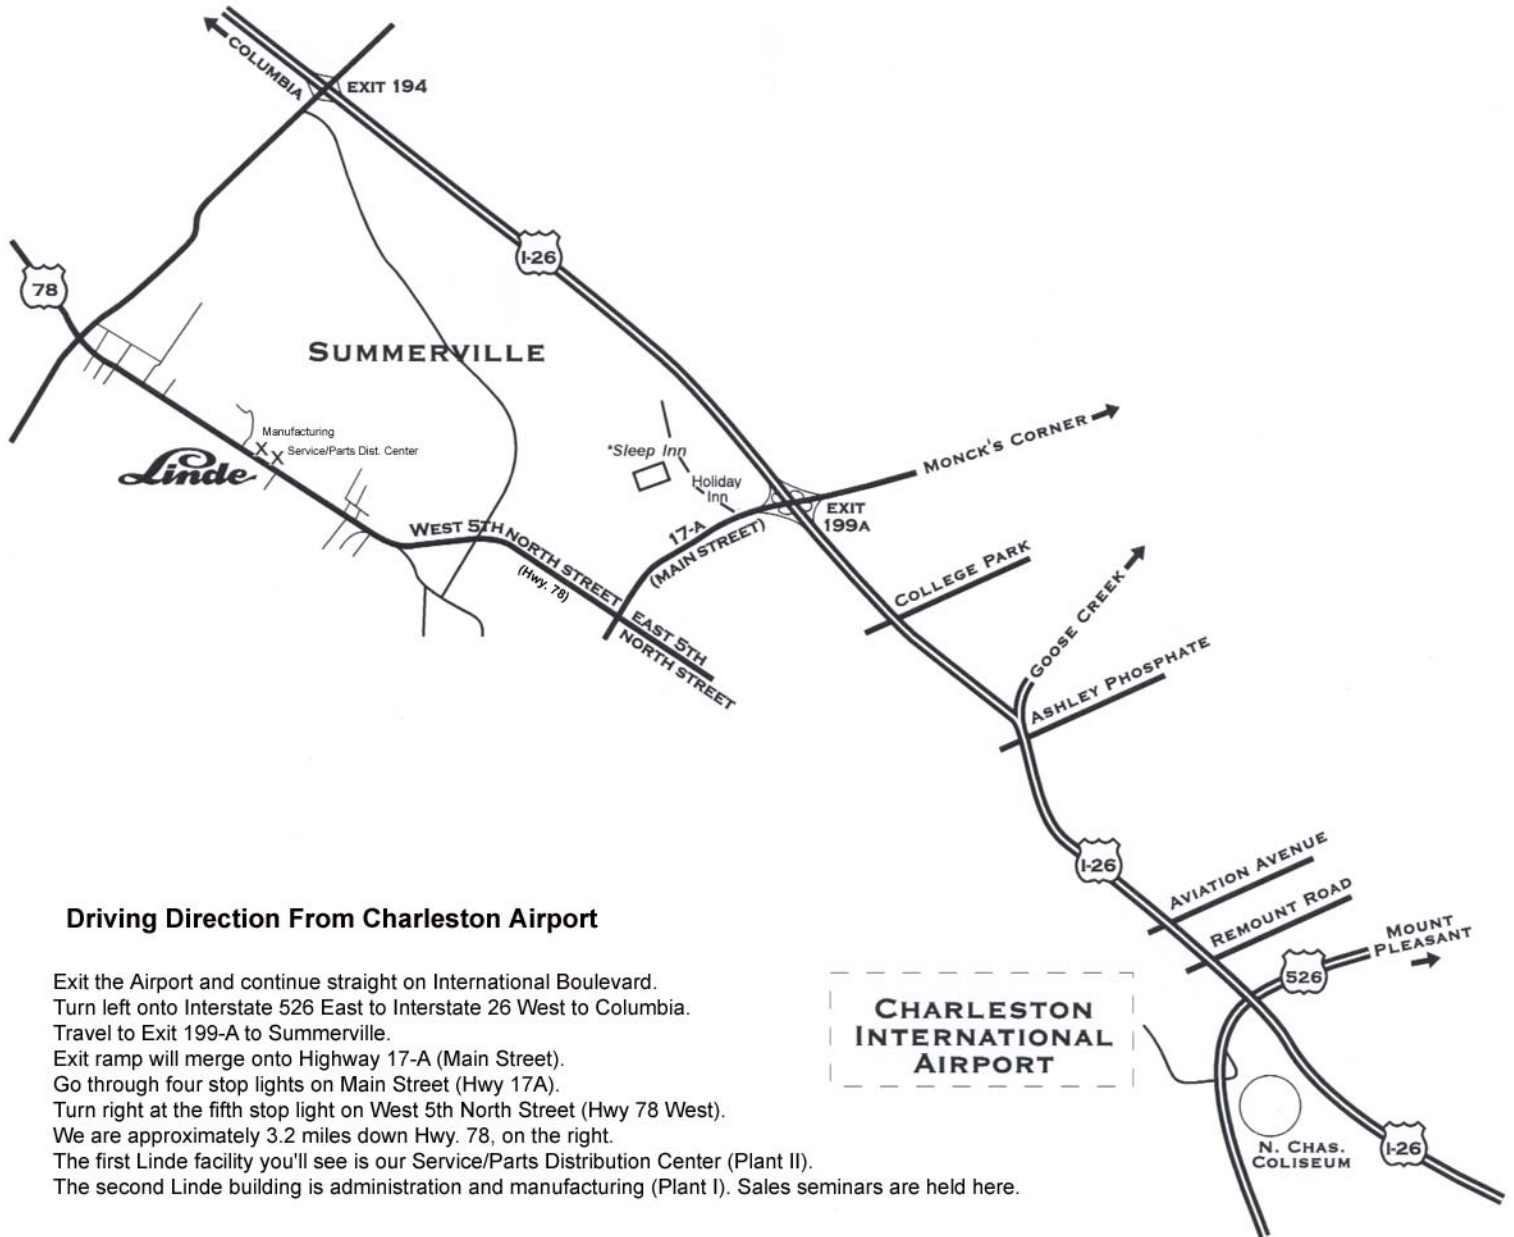 COLUMBIA
EXIT 194
I-26
78
SUMMERVILLE
Manufacturing
X
X Service/Parts Dist. Center
Linde
*Sleep Inn
Holiday
Inn
MONCK'S CORNER
EXIT
199A
17-A
(MAIN STREET)
WEST 5TH NORTH STREET
(Hwy. 78)
EAST 5TH
NORTH STREET
COLLEGE PARK
GOOSE CREEK
ASHLEY PHOSPHATE
I-26
AVIATION AVENUE
REMOUNT ROAD
526
MOUNT
PLEASANT
CHARLESTON
INTERNATIONAL
AIRPORT
N. CHAS.
COLISEUM
I-26
Driving Direction From Charleston Airport
Exit the Airport and continue straight on International Boulevard.
Turn left onto Interstate 526 East to Interstate 26 West to Columbia.
Travel to Exit 199-A to Summerville.
Exit ramp will merge onto Highway 17-A (Main Street).
Go through four stop lights on Main Street (Hwy 17A).
Turn right at the fifth stop light on West 5th North Street (Hwy 78 West).
We are approximately 3.2 miles down Hwy. 78, on the right.
The first Linde facility you'll see is our Service/Parts Distribution Center (Plant II).
The second Linde building is administration and manufacturing (Plant I). Sales seminars are held here.